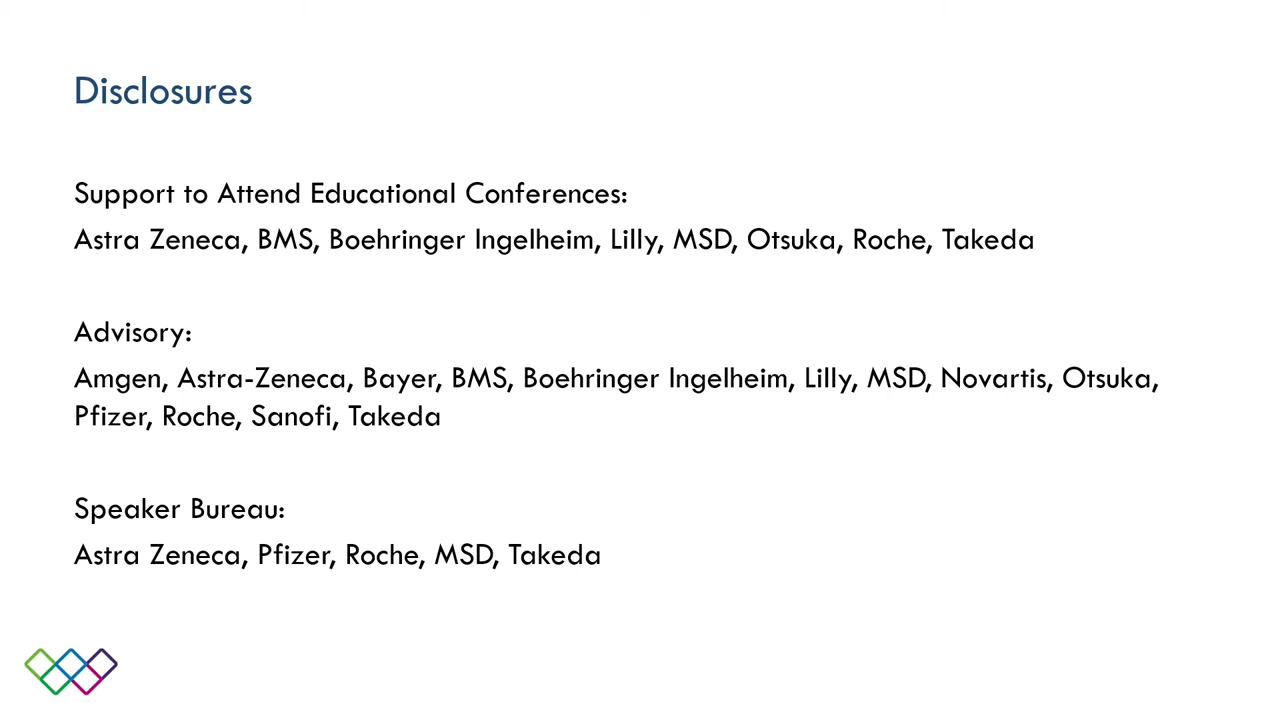 Disclosures
Support to Attend Educational Conferences:
Astra Zeneca, BMS, Boehringer Ingelheim, Lilly, MSD, Otsuka, Roche, Takeda
Advisory:
Amgen, Astra-Zeneca, Bayer, BMS, Boehringer Ingelheim, Lilly, MSD, Novartis, Otsuka,
Pfizer, Roche, Sanofi, Takeda
Speaker Bureau:
Astra Zeneca, Pfizer, Roche, MSD, Takeda